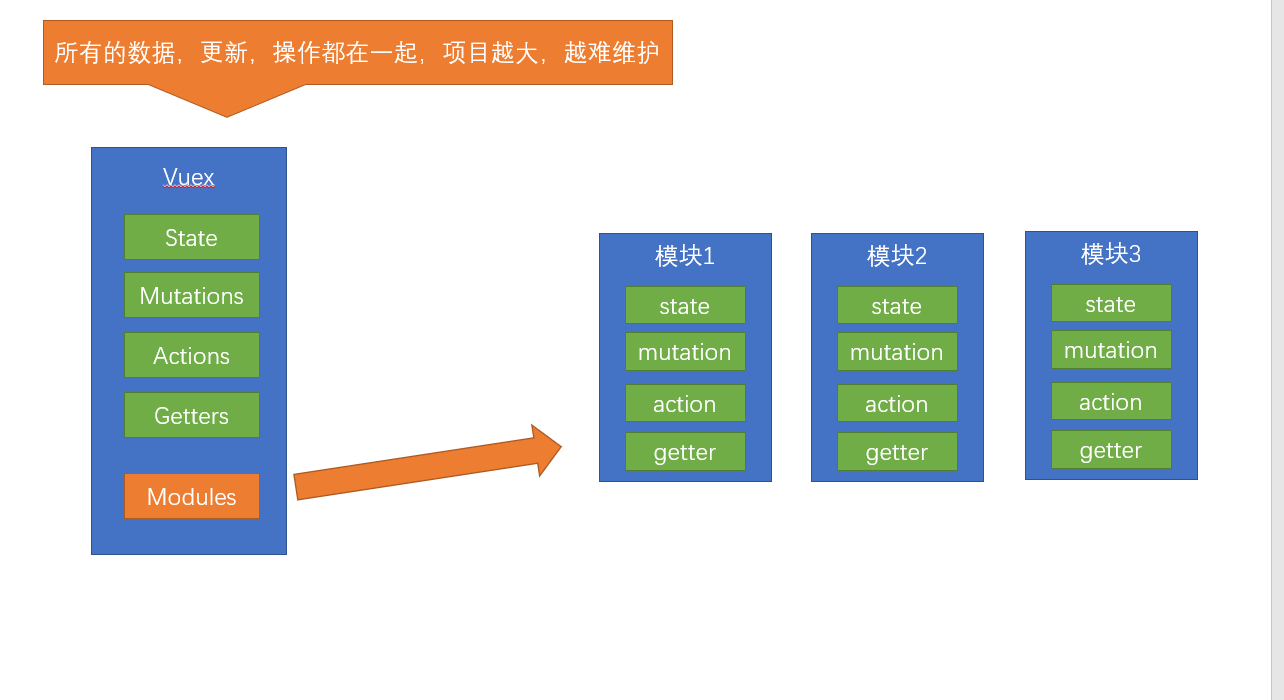 所有的数据，更新，操作都在一起，项目越大，越难维护
Vuex
State
Mutations
Actions
Getters
Modules
模块1
state
mutation
action
getter
模块2
state
mutation
action
getter
模块3
state
mutation
action
getter